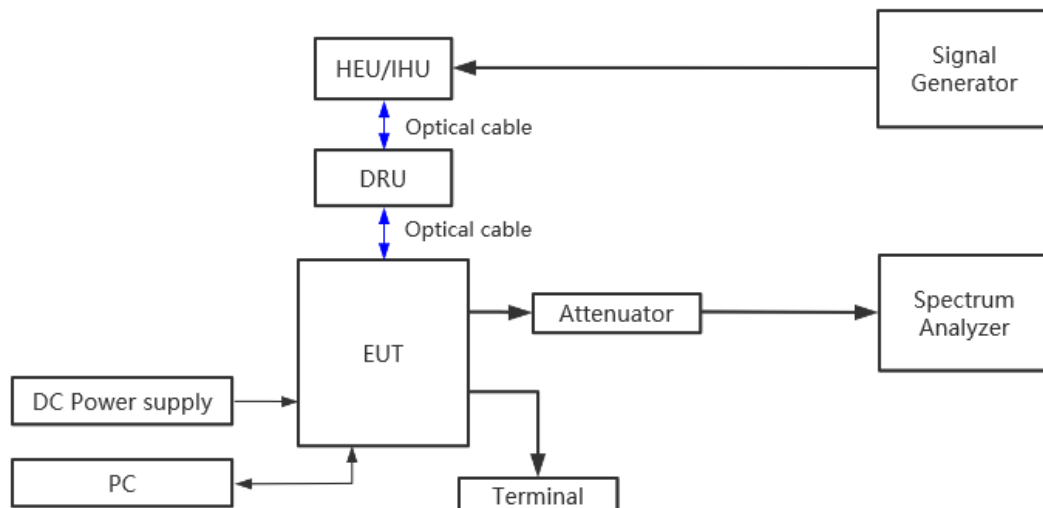 HEU/IHU
Signal
Generator
Optical cable
DRU
Optical cable
EUT
Attenuator
Spectrum
Analyzer
DC Power supply
PC
Terminal